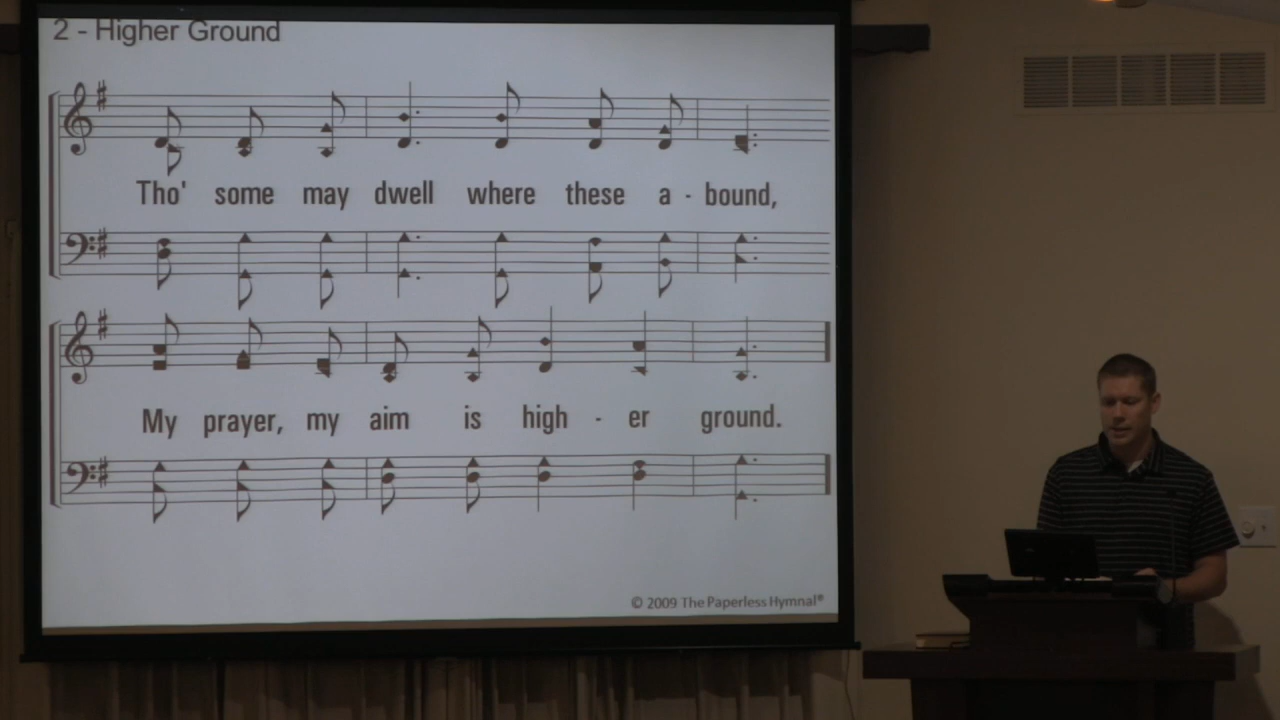 2 - Higher Ground
Tho' some may dwell where these a - bound,
My prayer, my aim is high - er ground.
© 2009 The Paperless Hymnal®